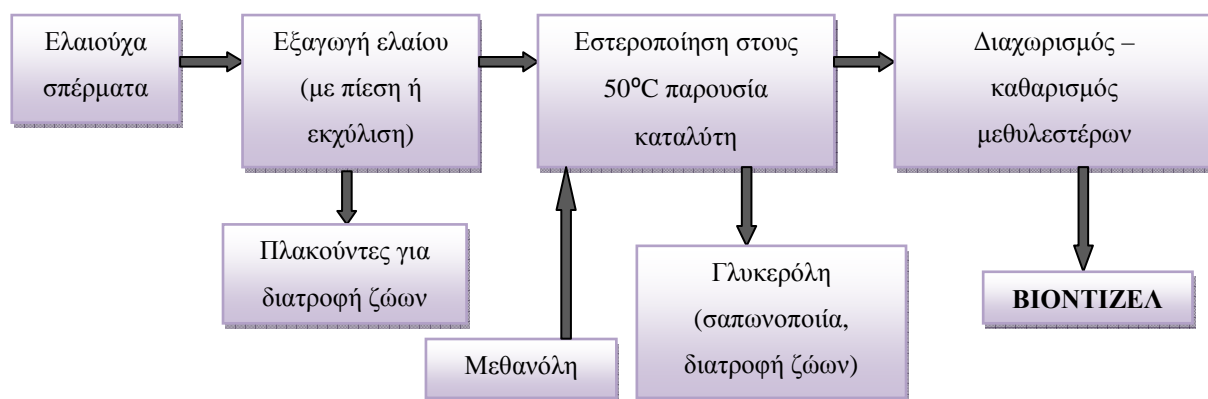 Ελαιούχα
σπέρματα
Εξαγωγή ελαίου
(με πίεση ή
εκχύλιση)
Εστεροποίηση στους
50⁰C παρουσία
καταλύτη
Διαχωρισμός –
καθαρισμός
μεθυλεστέρων
Πλακούντες για
διατροφή ζώων
Μεθανόλη
Γλυκερόλη
(σαπωνοποιία,
διατροφή ζώων)
ΒΙΟΝΤΙΖΕΛ